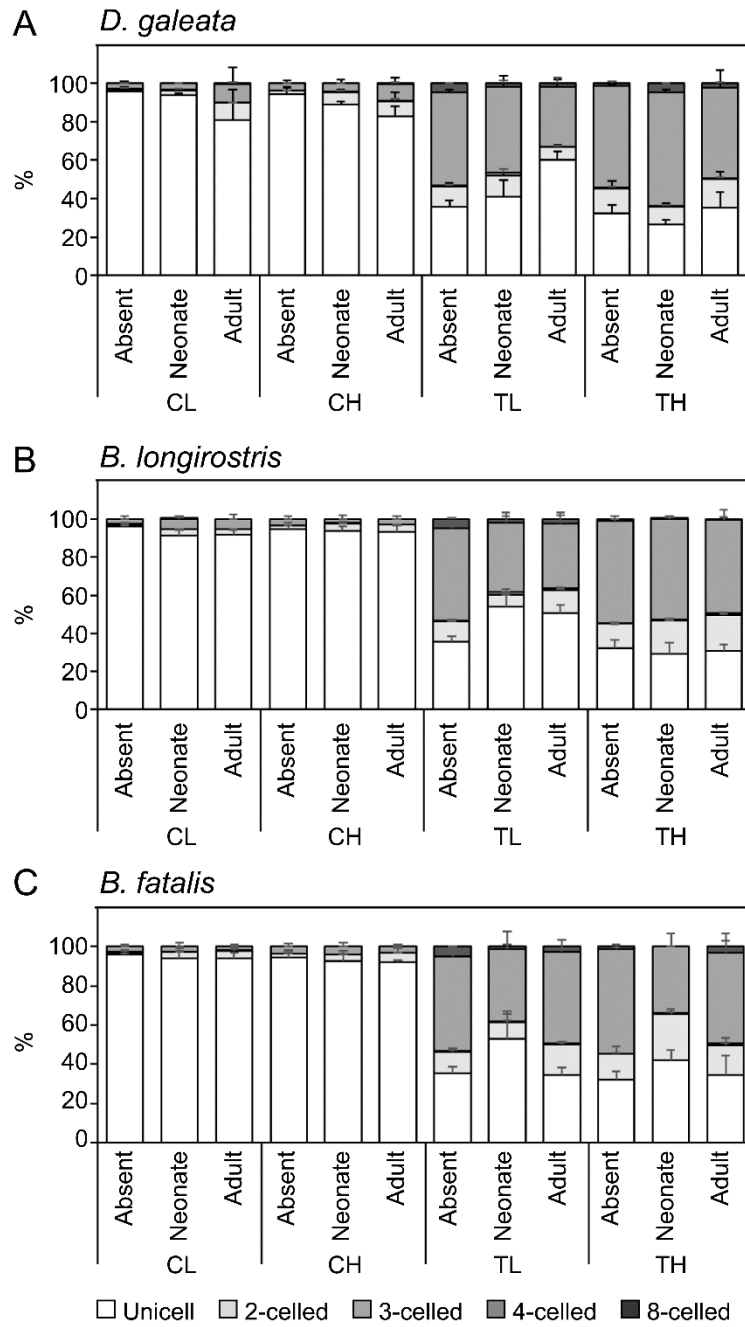 A D. galeata
100
80
60
40
20
0
%
Absent Neonate Adult Absent Neonate Adult Absent Neonate Adult Absent Neonate Adult
CL CH TL TH
B B. longirostris
100
80
60
40
20
0
%
Absent Neonate Adult Absent Neonate Adult Absent Neonate Adult Absent Neonate Adult
CL CH TL TH
C B. fatalis
100
80
60
40
20
0
%
Absent Neonate Adult Absent Neonate Adult Absent Neonate Adult Absent Neonate Adult
CL CH TL TH
Unicell 2-celled 3-celled 4-celled 8-celled